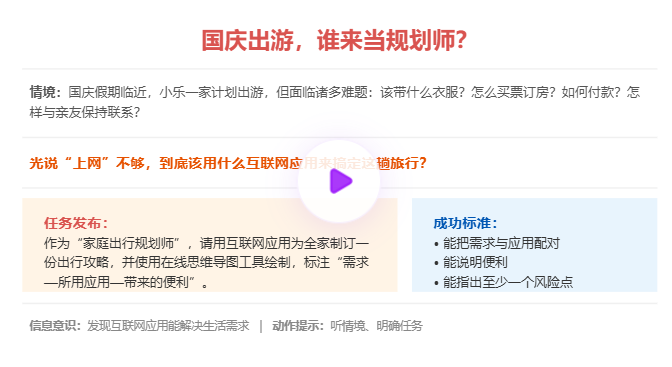 国庆出游，谁来当规划师？
情境：国庆假期临近，小乐一家计划出游，但面临诸多难题：该带什么衣服？怎么买票订房？如何付款？怎
样与亲友保持联系？
光说“上网”不够，到底该用什么互联网应用来搞定这趟旅行？
任务发布：
作为“家庭出行规划师”，请用互联网应用为全家制订一
份出行攻略，并使用在线思维导图工具绘制，标注“需求
—所用应用—带来的便利”。
成功标准：
• 能把需求与应用配对
• 能说明便利
• 能指出至少一个风险点
信息意识：发现互联网应用能解决生活需求 | 动作提示：听情境、明确任务